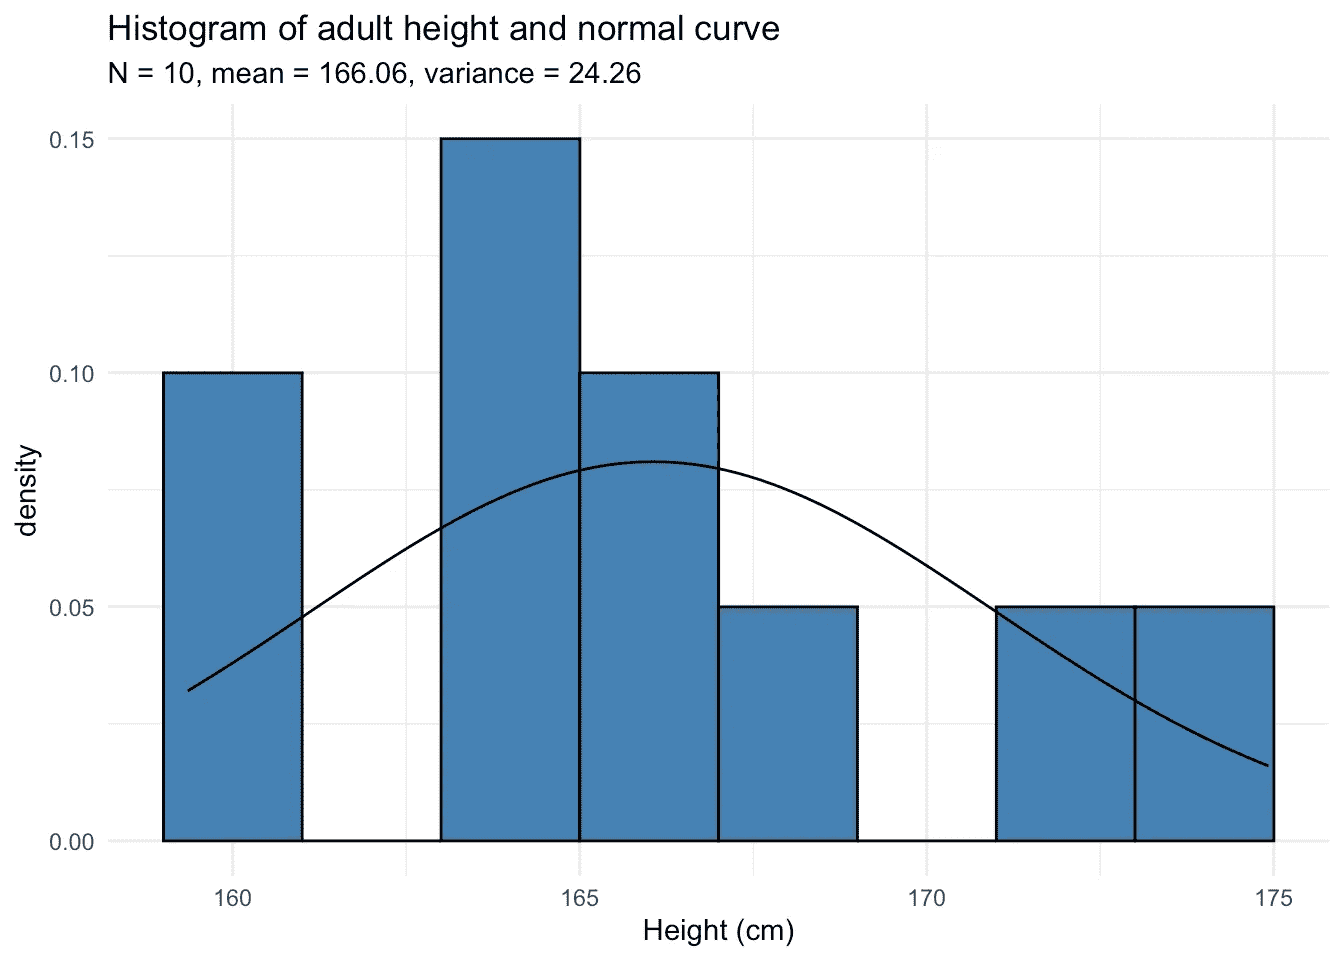 Histogram of adult height and normal curve
N = 10, mean = 166.06, variance = 24.26
0.15
0.10
0.05
0.00
density
160 165 170 175
Height (cm)